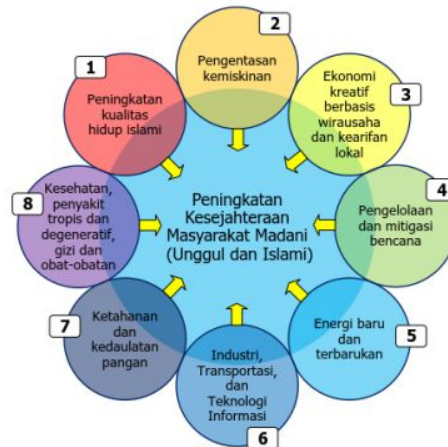 1
Peningkatan
kualitas
hidup islami
2
Pengentasan
kemiskinan
3
Ekonomi
kreatif
berbasis
wirausaha
dan kearifan
lokal
4
Pengelolaan
dan mitigasi
bencana
5
Energi baru
dan
terbarukan
6
Industri,
Transportasi,
dan
Teknologi
Informasi
7
Ketahanan
dan
kedaulatan
pangan
8
Kesehatan,
penyakit
tropis dan
degeneratif,
gizi dan
obat-obatan
Peningkatan
Kesejahteraan
Masyarakat Madani
(Unggul dan Islami)